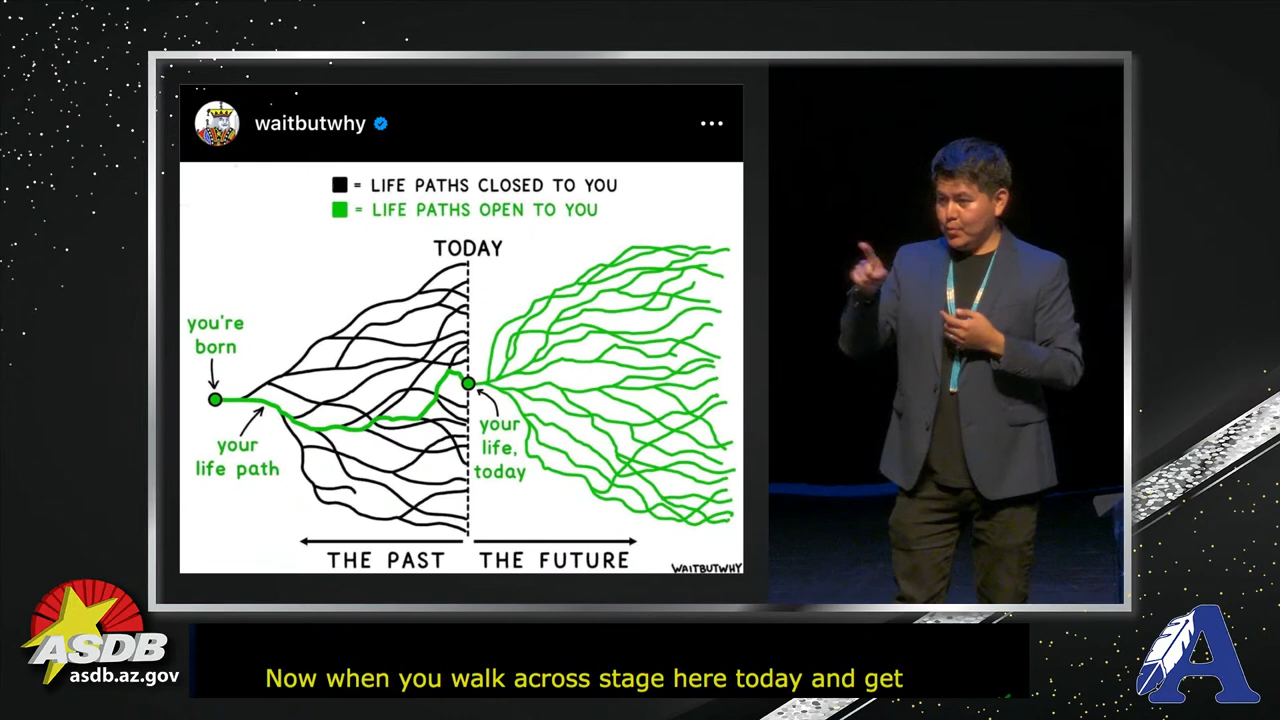 waitbutwhy
= LIFE PATHS CLOSED TO YOU
= LIFE PATHS OPEN TO YOU
TODAY
you're
born
your
life path
your
life,
today
THE PAST
THE FUTURE
WAITBUTWHY
ASDB
asdb.az.gov
A
Now when you walk across stage here today and get